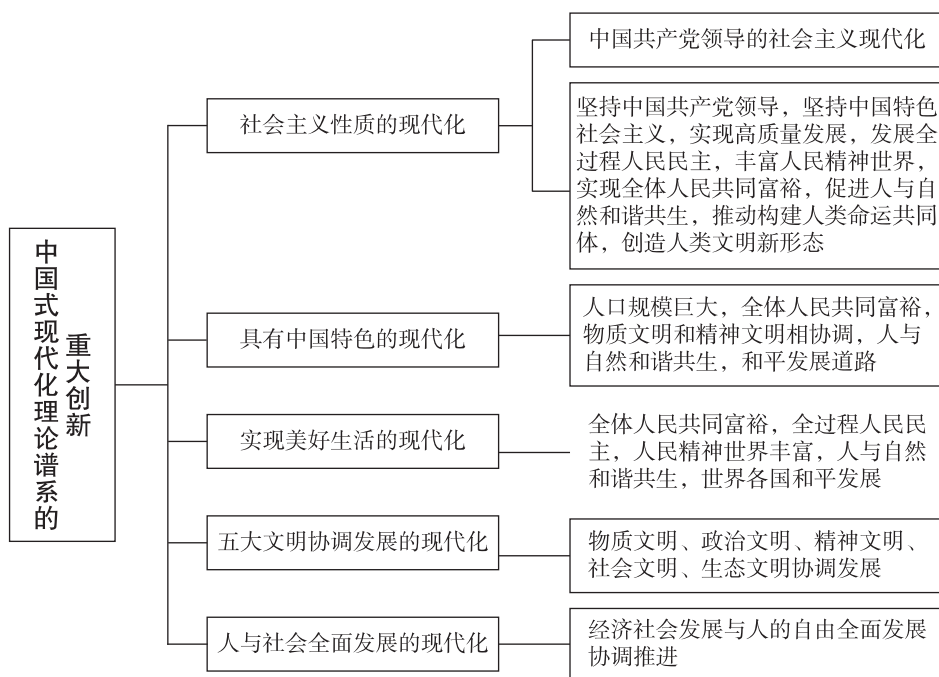 中国式现代化理论谱系的
重大创新
社会主义性质的现代化
中国共产党领导的社会主义现代化
坚持中国共产党领导，坚持中国特色
社会主义，实现高质量发展，发展全
过程人民民主，丰富人民精神世界，
实现全体人民共同富裕，促进人与自
然和谐共生，推动构建人类命运共同
体，创造人类文明新形态
具有中国特色的现代化
人口规模巨大，全体人民共同富裕，
物质文明和精神文明相协调，人与
自然和谐共生，和平发展道路
实现美好生活的现代化
全体人民共同富裕，全过程人民民
主，人民精神世界丰富，人与自然
和谐共生，世界各国和平发展
五大文明协调发展的现代化
物质文明、政治文明、精神文明、
社会文明、生态文明协调发展
人与社会全面发展的现代化
经济社会发展与人的自由全面发展
协调推进